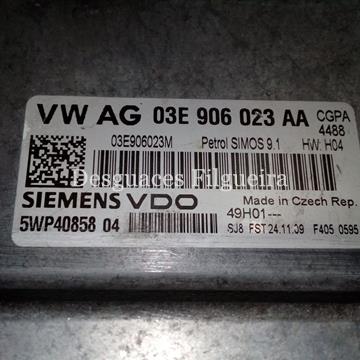 VW AG 03E 906 023 AA CGPA
4488
03E906023M Petrol SIMOS 9.1 HW: H04
Desguaces Filgueira
SIEMENS VDO Made in Czech Rep.
49H01---
5WP40858 04 SJ8 FST 24.11.09 F405 0595